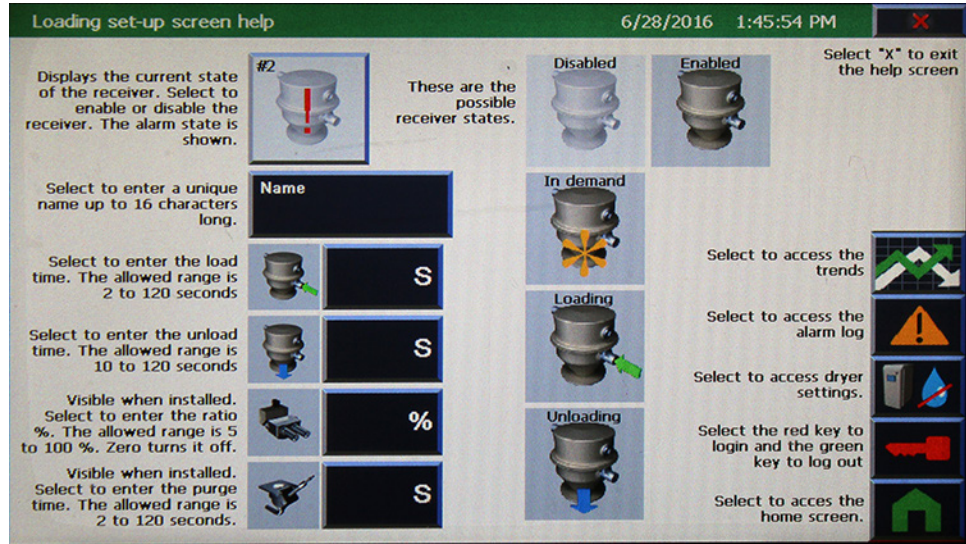 Loading set-up screen help
6/28/2016 1:45:54 PM
Select "X" to exit
the help screen
Displays the current state
of the receiver. Select to
enable or disable the
receiver. The alarm state is
shown.
#2
These are the
possible
receiver states.
Disabled
Enabled
Select to enter a unique
name up to 16 characters
long.
Name
In demand
Select to enter the load
time. The allowed range is
2 to 120 seconds
S
Loading
Select to enter the unload
time. The allowed range is
10 to 120 seconds
S
Visible when installed.
Select to enter the ratio
%. The allowed range is 5
to 100 %. Zero turns it off.
%
Unloading
Visible when installed.
Select to enter the purge
time. The allowed range is
2 to 120 seconds.
S
Select to access the
trends
Select to access the
alarm log
Select to access dryer
settings.
Select the red key to
login and the green
key to log out
Select to acces the
home screen.